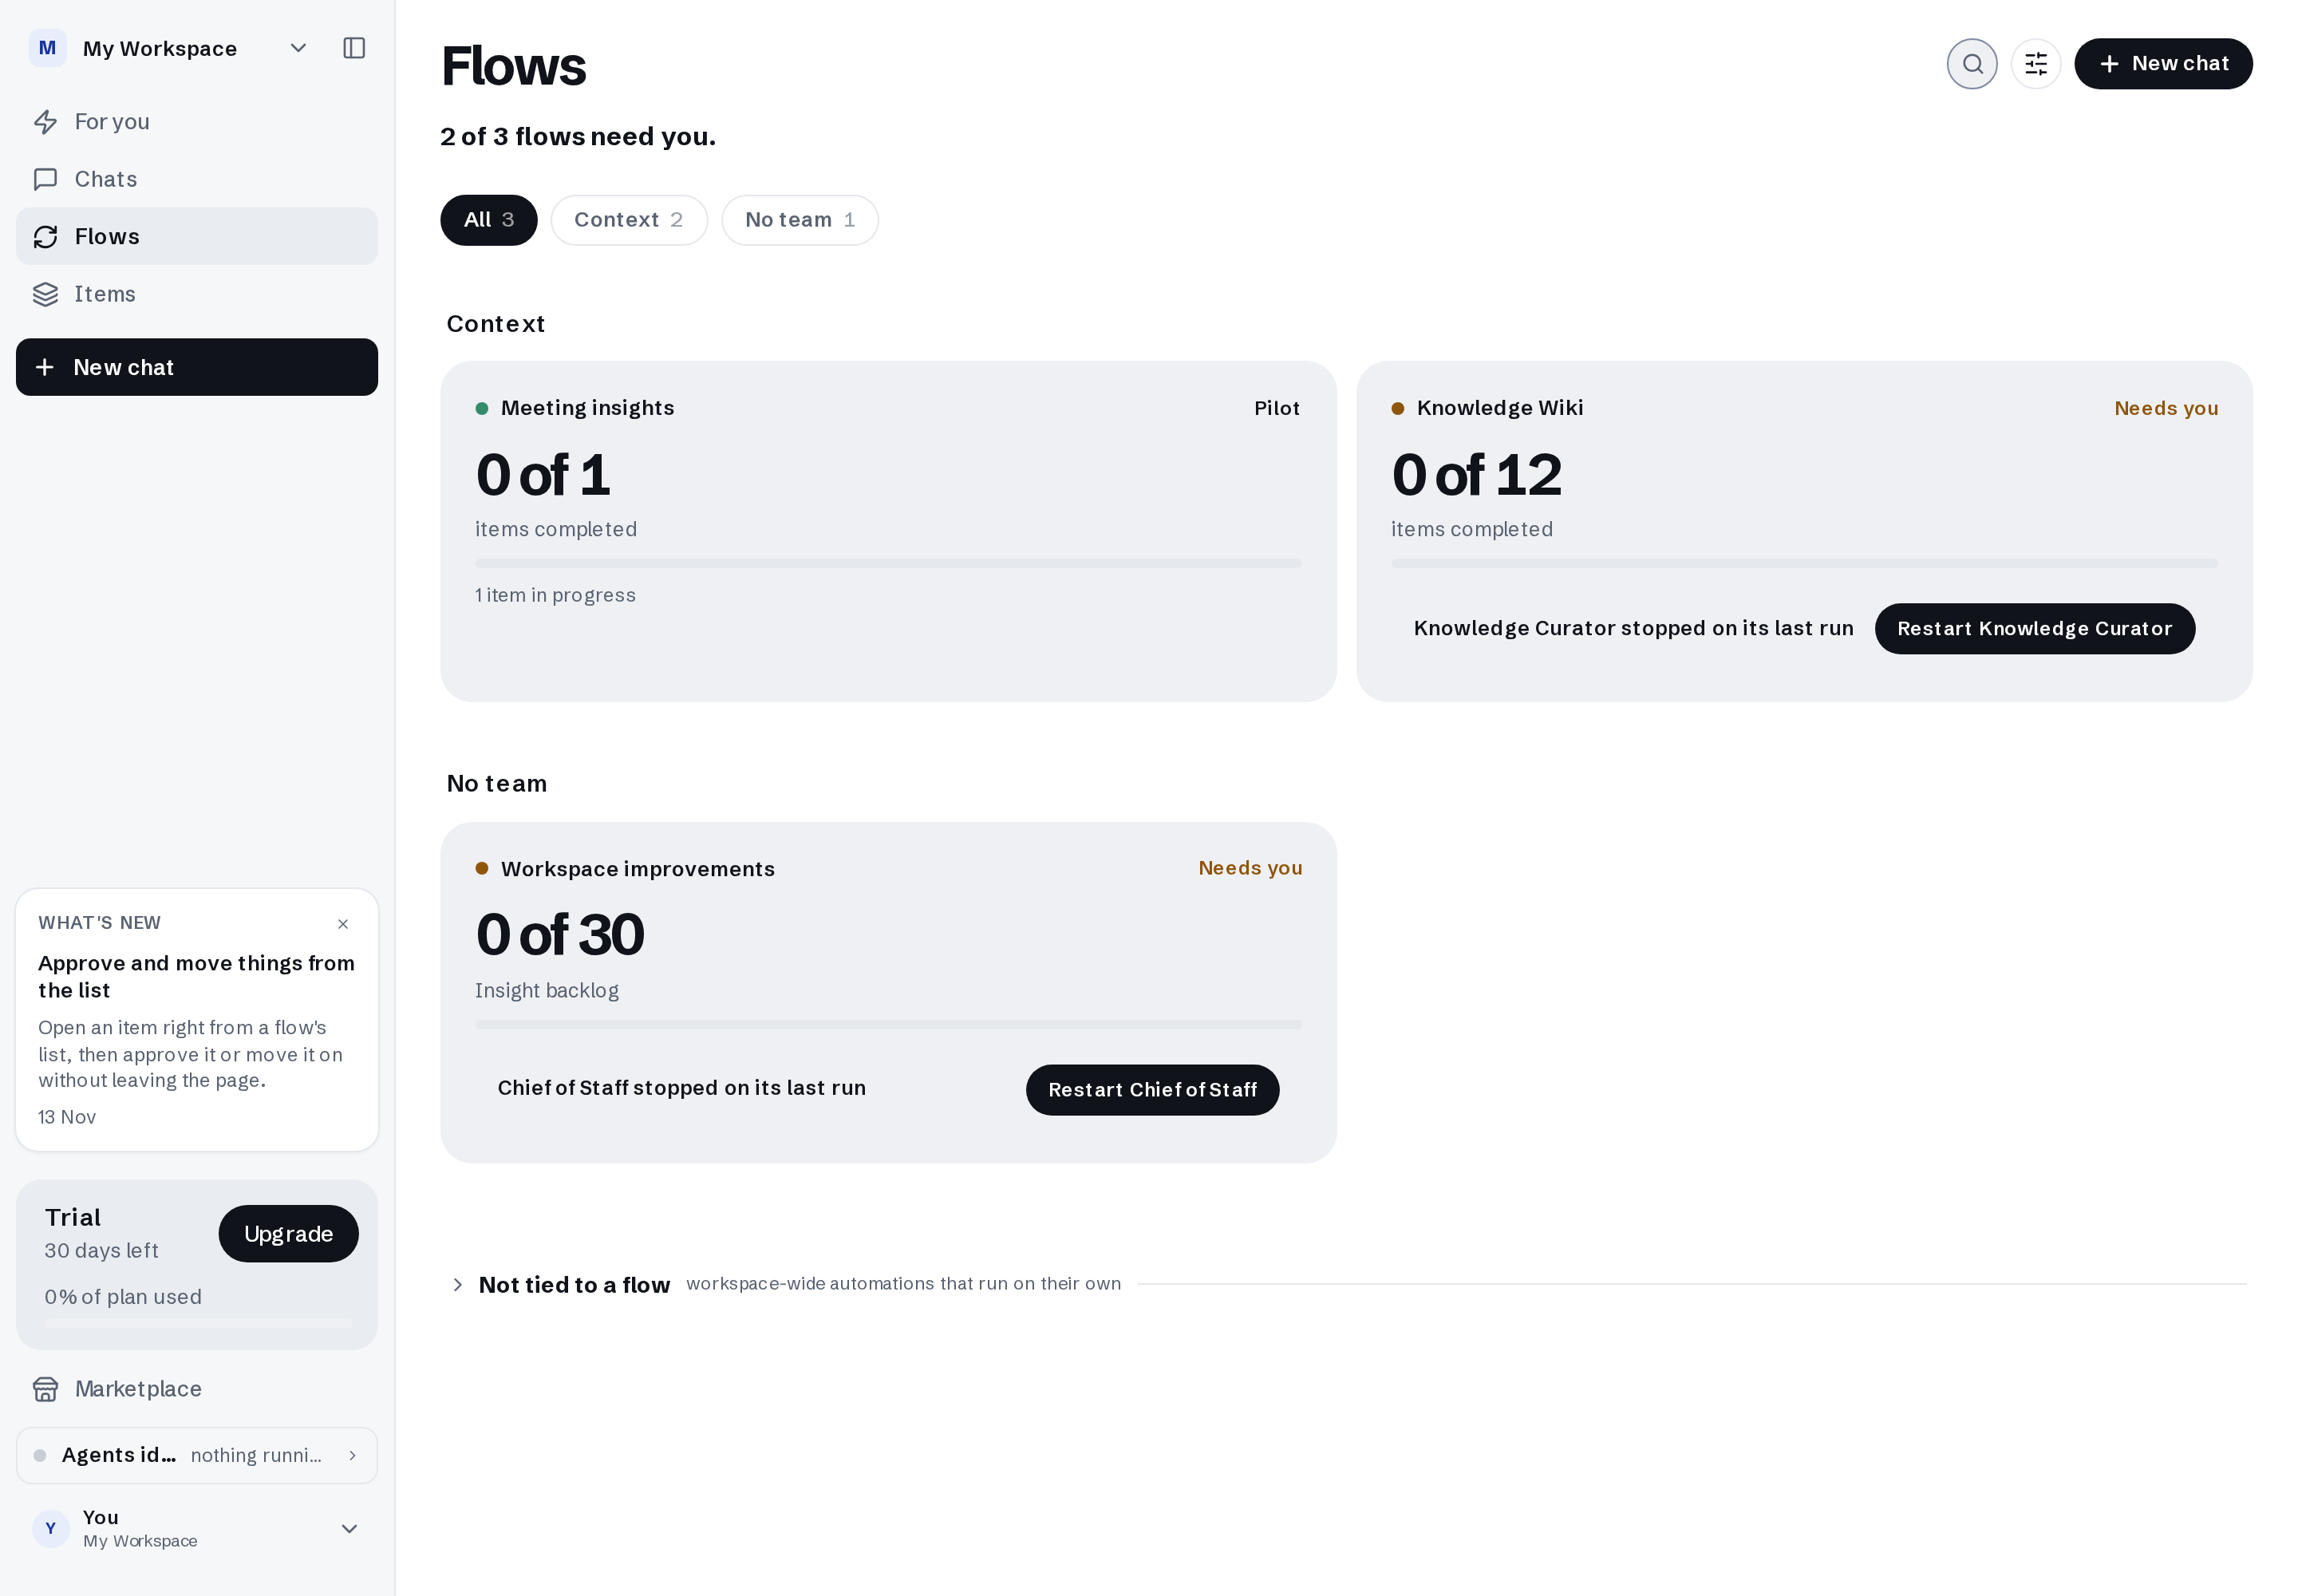 M My Workspace
For you
Chats
Flows
Items
New chat
WHAT'S NEW
Approve and move things from
the list
Open an item right from a flow's
list, then approve it or move it on
without leaving the page.
13 Nov
Trial
30 days left
Upgrade
0% of plan used
Marketplace
Agents id... nothing runni...
Y You
My Workspace
Flows
New chat
2 of 3 flows need you.
All 3 Context 2 No team 1
Context
Meeting insights Pilot
0 of 1
items completed
1 item in progress
Knowledge Wiki Needs you
0 of 12
items completed
Knowledge Curator stopped on its last run Restart Knowledge Curator
No team
Workspace improvements Needs you
0 of 30
Insight backlog
Chief of Staff stopped on its last run Restart Chief of Staff
Not tied to a flow workspace-wide automations that run on their own